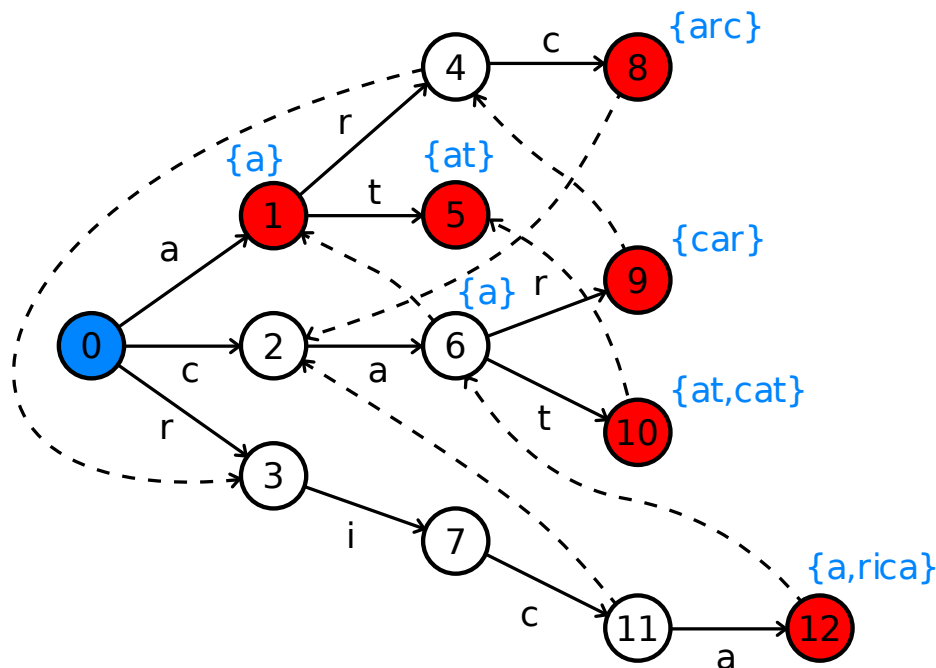 {arc}
c
4
8
r
{a}
{at}
t
1
5
{car}
a
{a}
r
9
0
2
6
c
a
{at,cat}
t
10
r
3
i
7
{a,rica}
c
11
12
a